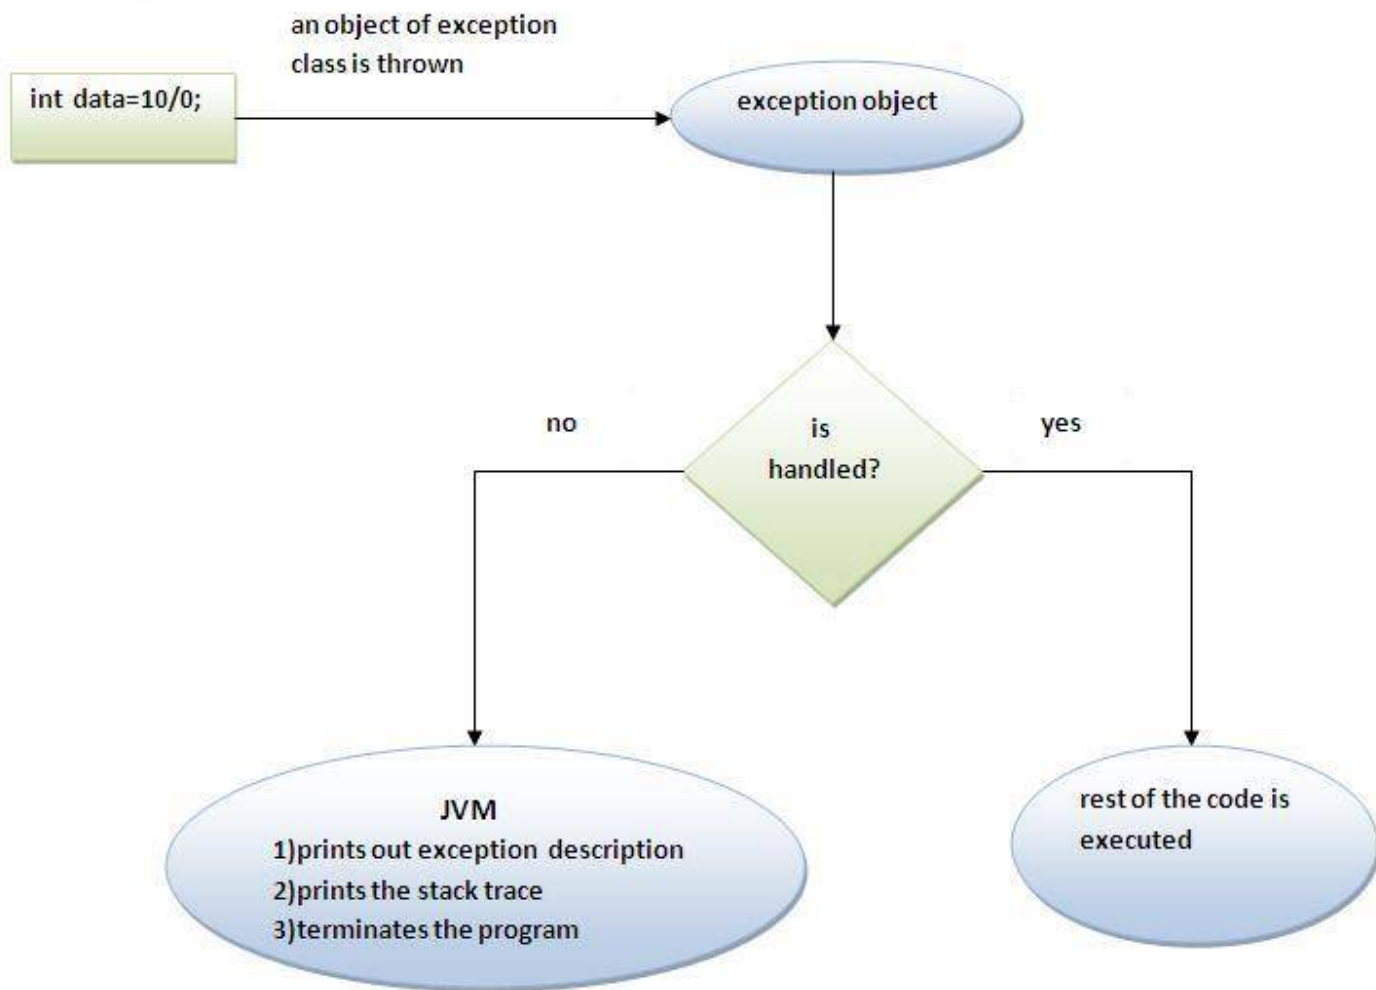 an object of exception
class is thrown
int data=10/0;
exception object
no
is
handled?
yes
JVM
1)prints out exception description
2)prints the stack trace
3)terminates the program
rest of the code is
executed